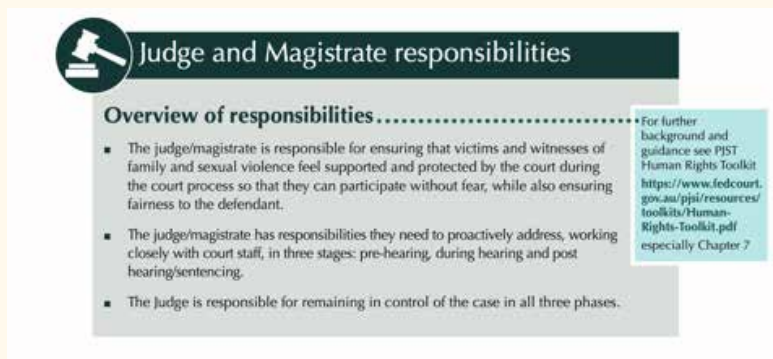 Judge and Magistrate responsibilities
Overview of responsibilities
The judge/magistrate is responsible for ensuring that victims and witnesses of
family and sexual violence feel supported and protected by the court during
the court process so that they can participate without fear, while also ensuring
fairness to the defendant.
The judge/magistrate has responsibilities they need to proactively address, working
closely with court staff, in three stages: pre-hearing, during hearing and post
hearing/sentencing.
The Judge is responsible for remaining in control of the case in all three phases.
For further
background and
guidance see PJST
Human Rights Toolkit
https://www.fedcourt.
gov.au/pjsi/resources/
toolkits/Human-
Rights-Toolkit.pdf
especially Chapter 7